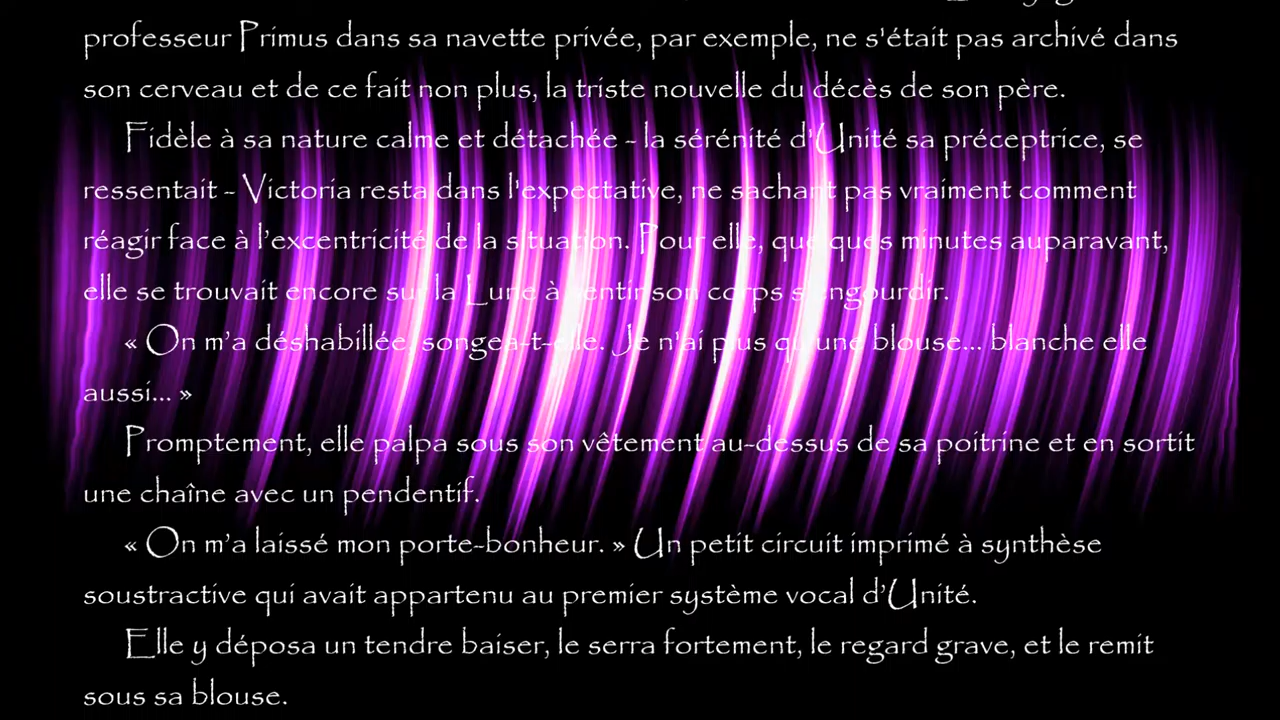 professeur Primus dans sa navette privée, par exemple, ne s'était pas archivé dans
son cerveau et de ce fait non plus, la triste nouvelle du décès de son père.
Fidèle à sa nature calme et détachée - la sérénité d'Unité sa préceptrice, se
ressentait - Victoria resta dans l'expectative, ne sachant pas vraiment comment
réagir face à l'excentricité de la situation. Pour elle, quelques minutes auparavant,
elle se trouvait encore sur la Lune à sentir son corps s'engourdir.
« On m'a déshabillée, songea-t-elle. Je n'ai plus qu'une blouse... blanche elle
aussi... »
Promptement, elle palpa sous son vêtement au-dessus de sa poitrine et en sortit
une chaîne avec un pendentif.
« On m'a laissé mon porte-bonheur. » Un petit circuit imprimé à synthèse
soustractive qui avait appartenu au premier système vocal d'Unité.
Elle y déposa un tendre baiser, le serra fortement, le regard grave, et le remit
sous sa blouse.